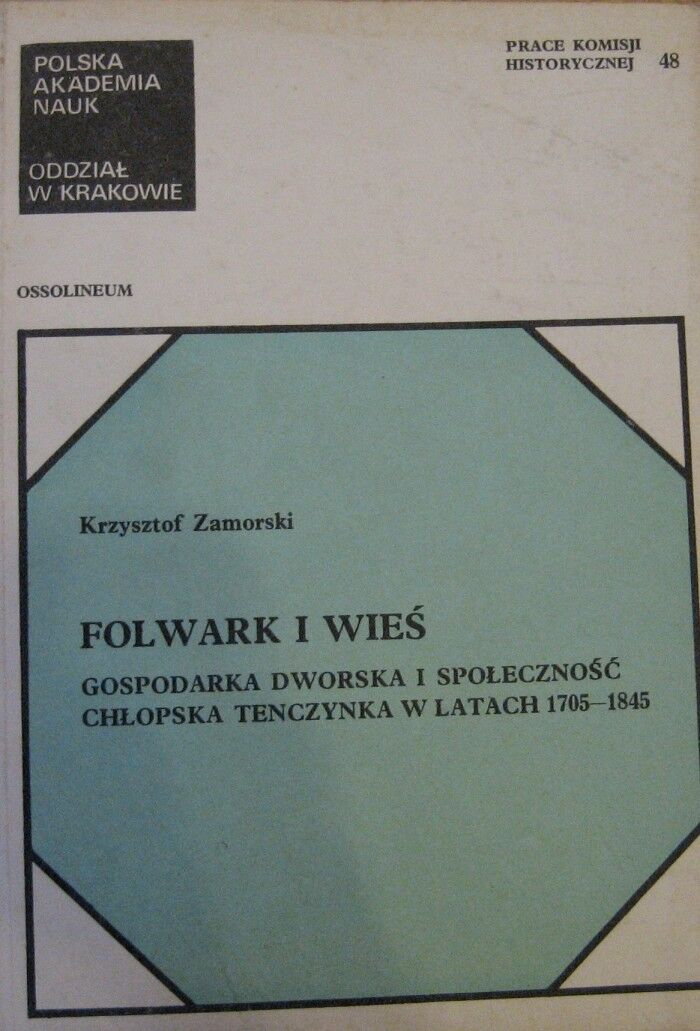 POLSKA
AKADEMIA
NAUK
ODDZIAŁ
W KRAKOWIE
PRACE KOMISJI
HISTORYCZNEJ 48
OSSOLINEUM
Krzysztof Zamorski
FOLWARK I WIEŚ
GOSPODARKA DWORSKA I SPOŁECZNOŚĆ
CHŁOPSKA TENCZYNKA W LATACH 1705—1845